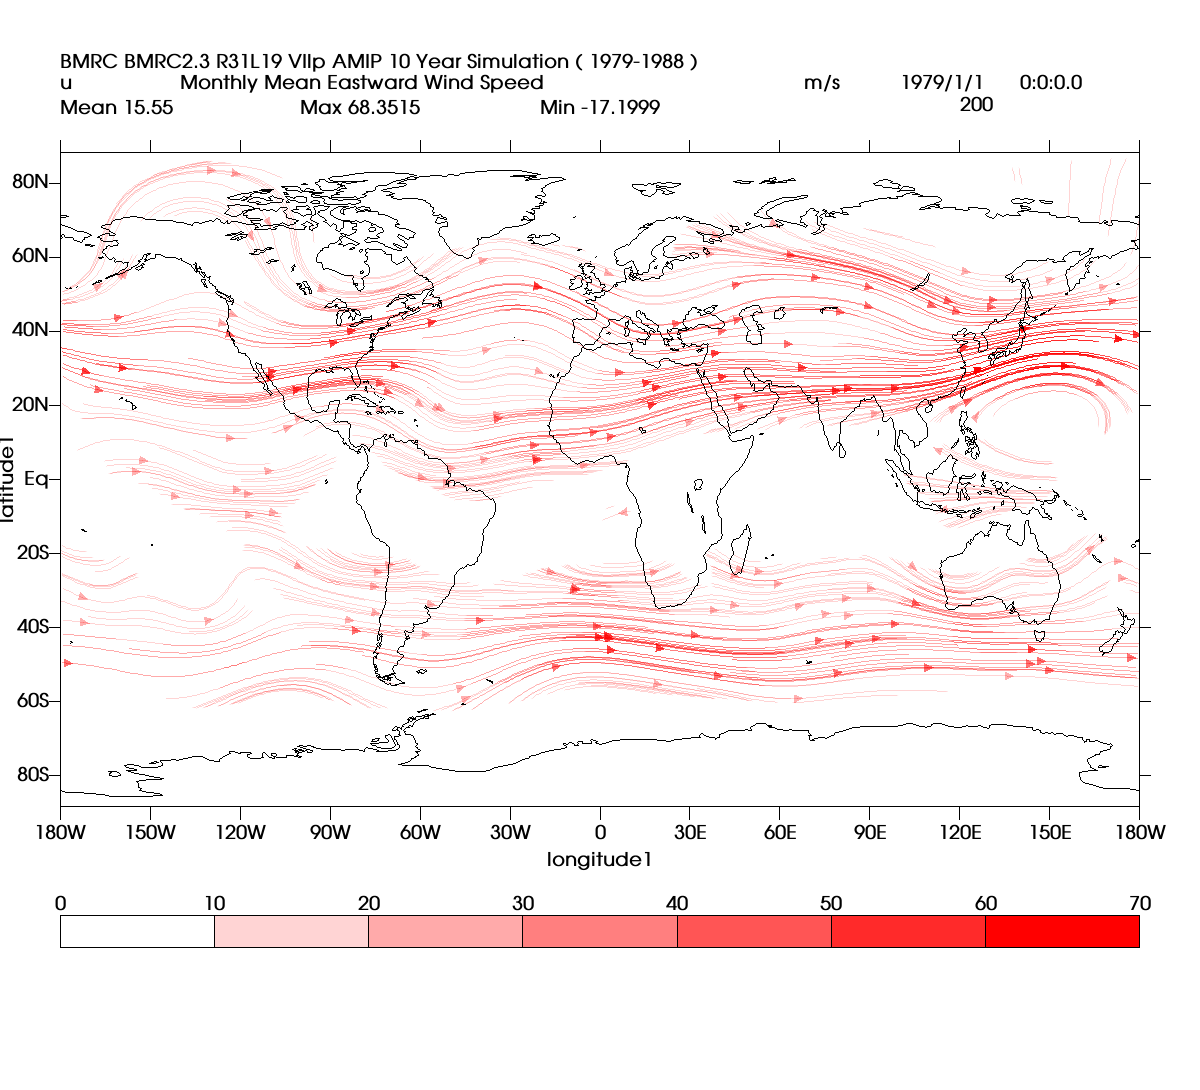 BMRC BMRC2.3 R31L19 VIIp AMIP 10 Year Simulation ( 1979-1988 )
u Monthly Mean Eastward Wind Speed m/s 1979/1/1 0:0:0.0
Mean 15.55 Max 68.3515 Min -17.1999 200
80N
60N
40N
20N
Eq
20S
40S
60S
80S
latitude1
180W 150W 120W 90W 60W 30W 0 30E 60E 90E 120E 150E 180W
longitude1
0 10 20 30 40 50 60 70